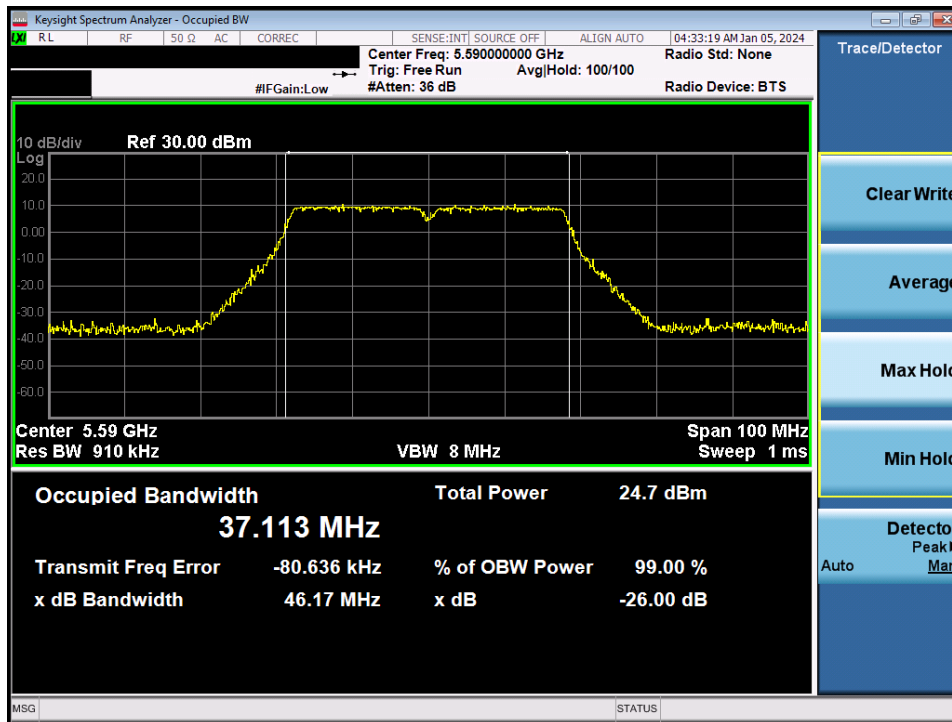 Keysight Spectrum Analyzer - Occupied BW
LXI RL RF 50 Ω AC CORREC SENSE:INT SOURCE OFF ALIGN AUTO 04:33:19 AM Jan 05, 2024
Center Freq: 5.590000000 GHz Radio Std: None
Trig: Free Run Avg|Hold: 100/100
#IFGain:Low #Atten: 36 dB Radio Device: BTS
Trace/Detector
10 dB/div Ref 30.00 dBm
Log
20.0
10.0
0.00
-10.0
-20.0
-30.0
-40.0
-50.0
-60.0
Center 5.59 GHz Span 100 MHz
Res BW 910 kHz VBW 8 MHz Sweep 1 ms
Occupied Bandwidth Total Power 24.7 dBm
37.113 MHz
Transmit Freq Error -80.636 kHz % of OBW Power 99.00 %
x dB Bandwidth 46.17 MHz x dB -26.00 dB
Clear Write
Average
Max Hold
Min Hold
Detecto
Peak
Auto Man
MSG STATUS